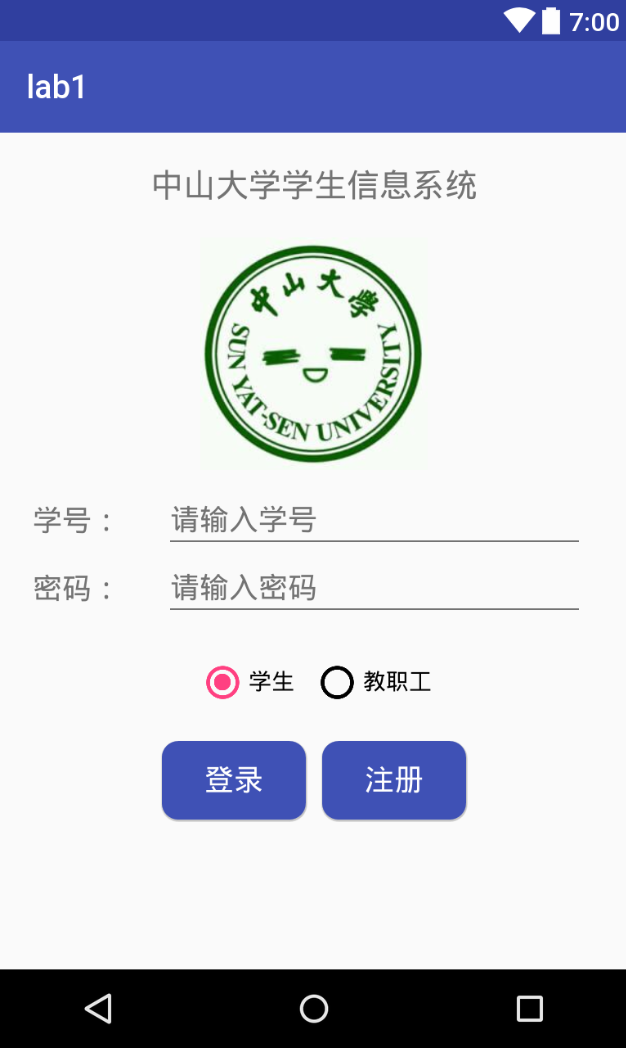 7:00
lab1
中山大学学生信息系统
中山大學
SUN YAT-SEN UNIVERSITY
学号：
请输入学号
密码：
请输入密码
学生 教职工
登录 注册